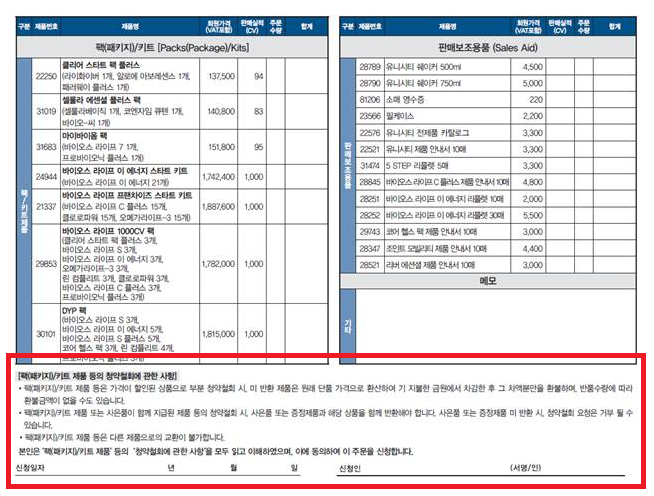 구분 제품번호 제품명 회원가격 (VAT포함) 판매실적 (CV) 주문 수량 합계
팩(패키지)/키트 [Packs(Package)/Kits]
팩/키트제품
22250 클리어 스타트 팩 플러스 (라이화이버 1개, 알로에 아보레센스 1개, 패러웨이 플러스 1개) 137,500 94
31019 셀룰라 에센셜 플러스 팩 (셀룰라베이직 1개, 코엔자임 큐텐 1개, 바이오-씨 1개) 140,800 83
31683 마이바이옴 팩 (바이오스 라이프 7 1개, 프로바이오닉 플러스 1개) 151,800 95
24944 바이오스 라이프 이 에너지 스타트 키트 (바이오스 라이프 이 에너지 21개) 1,742,400 1,000
21337 바이오스 라이프 프랜차이즈 스타트 키트 (바이오스 라이프 C 플러스 15개, 클로로파워 15개, 오메가라이프-3 15개) 1,887,600 1,000
29853 바이오스 라이프 1000CV 팩 (클리어 스타트 팩 플러스 3개, 바이오스 라이프 S 3개, 바이오스 라이프 이 에너지 3개, 오메가라이프-3 3개, 린 컴플리트 3개, 클로로파워 3개, 바이오스 라이프 C 플러스 3개, 프로바이오닉 플러스 3개) 1,782,000 1,000
30101 DYP 팩 (바이오스 라이프 S 3개, 바이오스 라이프 이 에너지 5개, 바이오스 라이프 S 플러스 5개, 코어 헬스 팩 3개, 린 컴플리트 4개, 프로바이오닉 플러스 3개) 1,815,000 1,000
구분 제품번호 제품명 회원가격 (VAT포함) 판매실적 (CV) 주문 수량 합계
판매보조용품 (Sales Aid)
판매보조용품
28789 유니시티 쉐이커 500ml 4,500
28790 유니시티 쉐이커 750ml 5,000
81206 소매 영수증 220
23566 필케이스 2,200
22576 유니시티 전제품 카탈로그 3,300
22521 유니시티 제품 안내서 10매 3,300
31474 5 STEP 리플렛 5매 3,300
28845 바이오스 라이프 C 플러스 제품 안내서 10매 4,800
28251 바이오스 라이프 이 에너지 리플렛 10매 2,000
28252 바이오스 라이프 이 에너지 리플렛 30매 5,500
29743 코어 헬스 팩 제품 안내서 10매 3,000
28347 조인트 모빌리티 제품 안내서 10매 4,400
28521 리버 에센셜 제품 안내서 10매 3,000
메모
기타
[팩(패키지)/키트 제품 등의 청약철회에 관한 사항]
• 팩(패키지)/키트 제품 등은 가격이 할인된 상품으로 부분 청약철회 시, 미 반환 제품은 원래 단품 가격으로 환산하여 기 지불한 금원에서 차감한 후 그 차액분만을 환불하며, 반품수량에 따라
환불금액이 없을 수도 있습니다.
• 팩(패키지)/키트 제품 또는 사은품이 함께 지급된 제품 등의 청약철회 시, 사은품 또는 증정제품과 해당 상품을 함께 반환해야 합니다. 사은품 또는 증정제품 미 반환 시, 청약철회 요청은 거부 될 수
있습니다.
• 팩(패키지)/키트 제품 등은 다른 제품으로의 교환이 불가합니다.
본인은 '팩(패키지)/키트 제품' 등의 '청약철회에 관한 사항'을 모두 읽고 이해하였으며, 이에 동의하여 이 주문을 신청합니다.
신청일자 년 월 일 신청인 (서명/인)